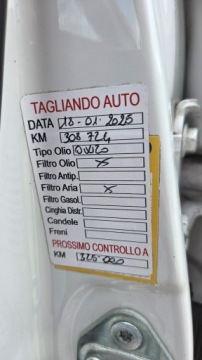 TAGLIANDO AUTO
DATA 18-01-2025
KM 308 724
Tipo Olio 10W40
Filtro Olio X
Filtro Antip.
Filtro Aria X
Filtro Gasol.
Cinghia Distr.
Candele
Freni
PROSSIMO CONTROLLO A
KM 325 000